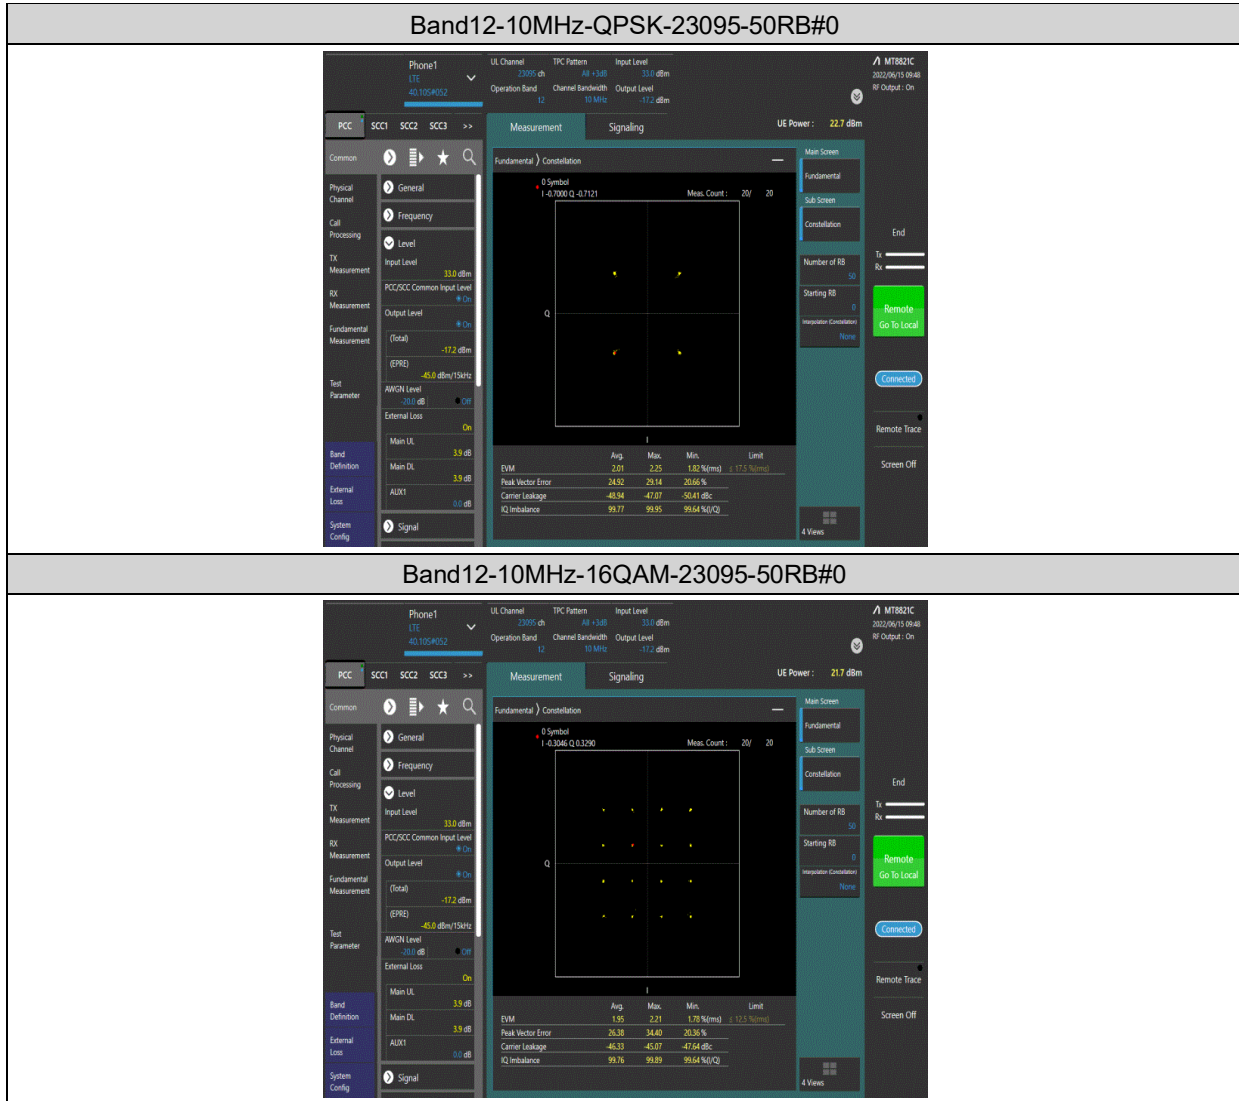 Band12-10MHz-QPSK-23095-50RB#0
Phone1
LTE
40.10S#052
UL Channel TPC Pattern Input Level
23095 ch All +3dB 33.0 dBm
Operation Band Channel Bandwidth Output Level
12 10 MHz -17.2 dBm
MT8821C
2022/06/15 09:48
RF Output : On
PCC SCC1 SCC2 SCC3 >>
Measurement Signaling
UE Power : 22.7 dBm
Common
Physical Channel
Call Processing
TX Measurement
RX Measurement
Fundamental Measurement
Test Parameter
Band Definition
External Loss
System Config
General
Frequency
Level
Input Level
33.0 dBm
PCC/SCC Common Input Level
On
Output Level
On
(Total)
-17.2 dBm
(EPRE)
-45.0 dBm/15kHz
AWGN Level
-20.0 dB Off
External Loss
On
Main UL
3.9 dB
Main DL
3.9 dB
AUX1
0.0 dB
Signal
Fundamental 〉 Constellation
0 Symbol
I -0.7000 Q -0.7121 Meas. Count : 20/ 20
Q
I
Avg. Max. Min. Limit
EVM 2.01 2.25 1.82 %(rms) ≤ 17.5 %(rms)
Peak Vector Error 24.92 29.14 20.66 %
Carrier Leakage -48.94 -47.07 -50.41 dBc
IQ Imbalance 99.77 99.95 99.64 %(I/Q)
Main Screen
Fundamental
Sub Screen
Constellation
Number of RB
50
Starting RB
0
Interpolation (Constellation)
None
4 Views
End
Tx
Rx
Remote
Go To Local
Connected
Remote Trace
Screen Off
Band12-10MHz-16QAM-23095-50RB#0
Phone1
LTE
40.10S#052
UL Channel TPC Pattern Input Level
23095 ch All +3dB 33.0 dBm
Operation Band Channel Bandwidth Output Level
12 10 MHz -17.2 dBm
MT8821C
2022/06/15 09:48
RF Output : On
PCC SCC1 SCC2 SCC3 >>
Measurement Signaling
UE Power : 21.7 dBm
Common
Physical Channel
Call Processing
TX Measurement
RX Measurement
Fundamental Measurement
Test Parameter
Band Definition
External Loss
System Config
General
Frequency
Level
Input Level
33.0 dBm
PCC/SCC Common Input Level
On
Output Level
On
(Total)
-17.2 dBm
(EPRE)
-45.0 dBm/15kHz
AWGN Level
-20.0 dB Off
External Loss
On
Main UL
3.9 dB
Main DL
3.9 dB
AUX1
0.0 dB
Signal
Fundamental 〉 Constellation
0 Symbol
I -0.3046 Q 0.3290 Meas. Count : 20/ 20
Q
I
Avg. Max. Min. Limit
EVM 1.95 2.21 1.78 %(rms) ≤ 12.5 %(rms)
Peak Vector Error 26.38 34.40 20.36 %
Carrier Leakage -46.33 -45.07 -47.64 dBc
IQ Imbalance 99.76 99.89 99.64 %(I/Q)
Main Screen
Fundamental
Sub Screen
Constellation
Number of RB
50
Starting RB
0
Interpolation (Constellation)
None
4 Views
End
Tx
Rx
Remote
Go To Local
Connected
Remote Trace
Screen Off